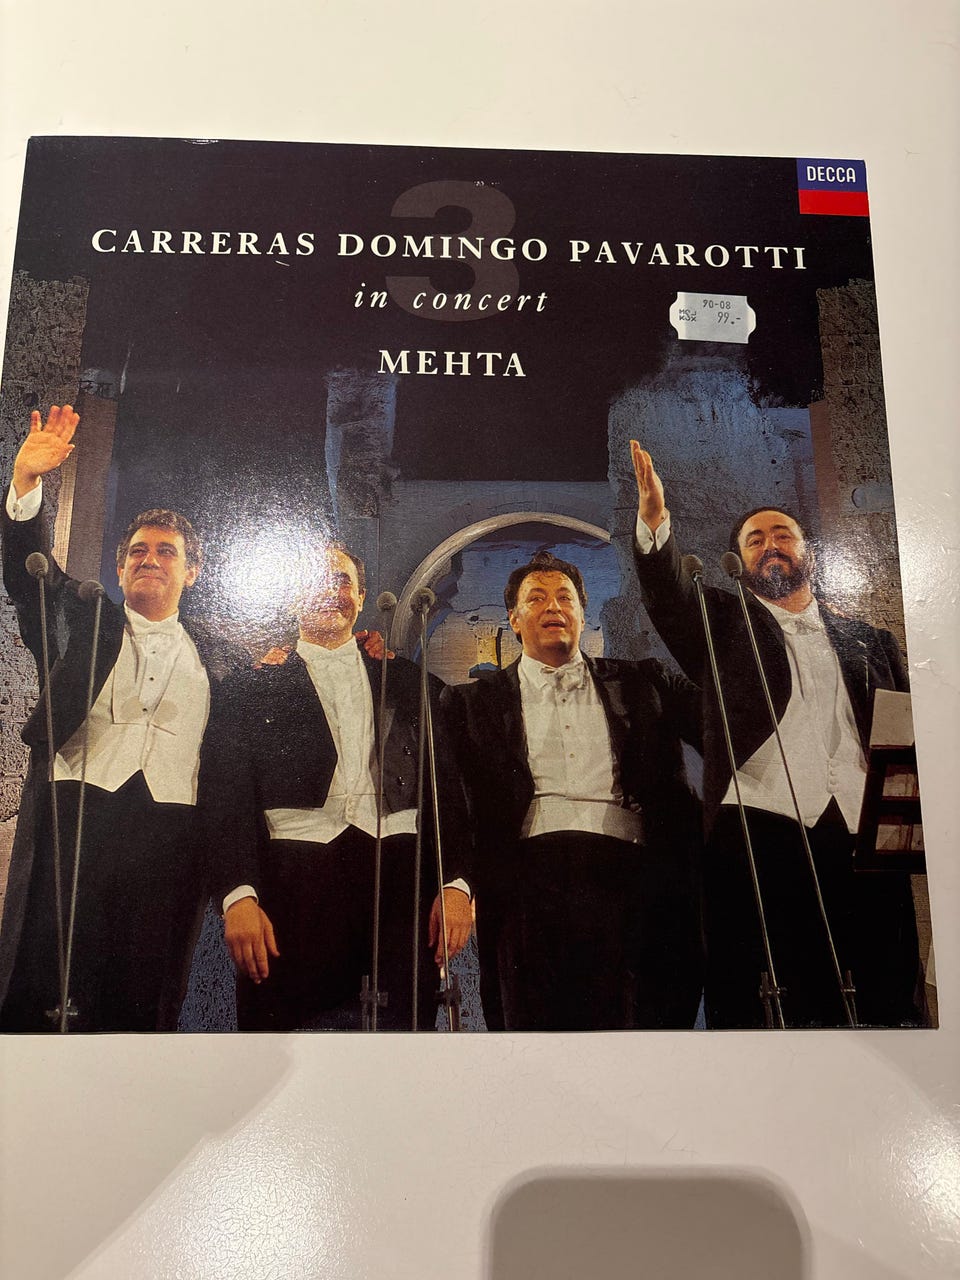 DECCA
3
CARRERAS DOMINGO PAVAROTTI
in concert
90-08
99.-
MEHTA